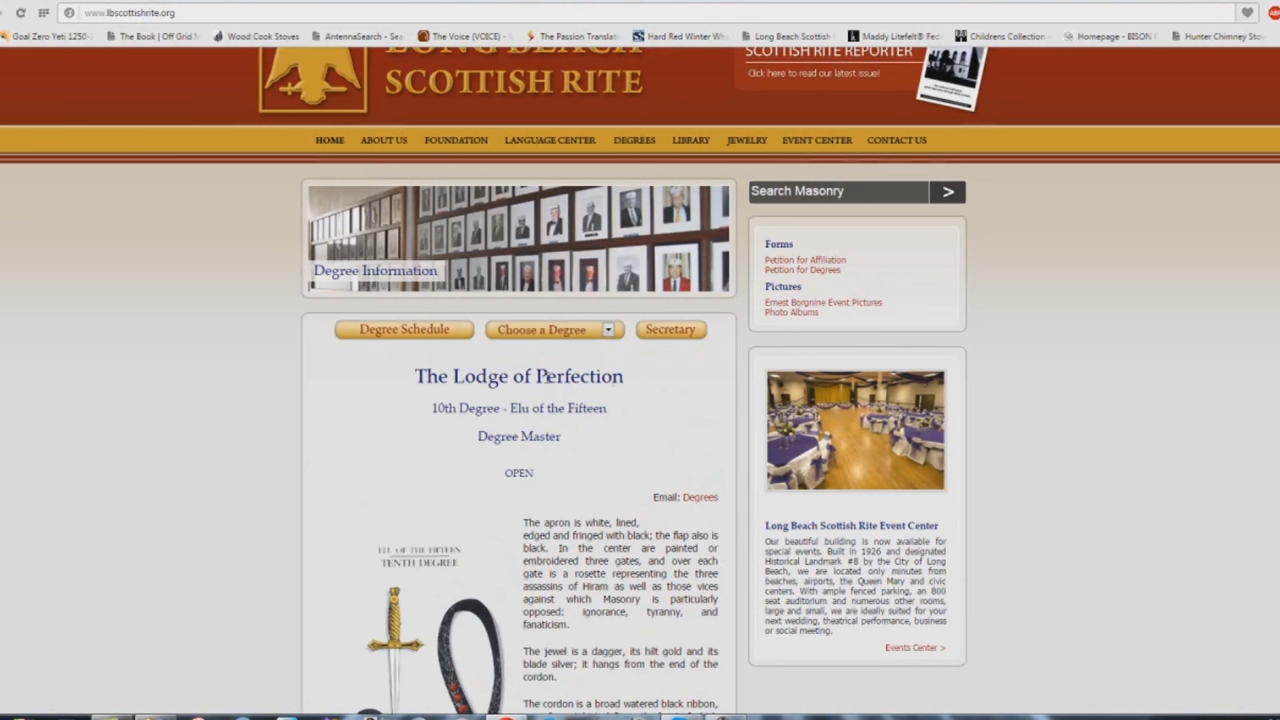 www.lbscottishrite.org
Goal Zero Yeti 1250 The Book | Off Grid Wood Cook Stoves AntennaSearch - Sea The Voice (VOICE) - The Passion Translati Hard Red Winter Wh Long Beach Scottish Maddy Litefelt® Fed Childrens Collection Homepage - BISON Hunter Chimney Sto
LONG BEACH
SCOTTISH RITE
SCOTTISH RITE REPORTER
Click here to read our latest issue!
HOME ABOUT US FOUNDATION LANGUAGE CENTER DEGREES LIBRARY JEWELRY EVENT CENTER CONTACT US
Degree Information
Degree Schedule Choose a Degree Secretary
The Lodge of Perfection
10th Degree - Elu of the Fifteen
Degree Master
OPEN
Email: Degrees
ELU OF THE FIFTEEN
TENTH DEGREE
The apron is white, lined,
edged and fringed with black; the flap also is
black. In the center are painted or
embroidered three gates, and over each
gate is a rosette representing the three
assassins of Hiram as well as those vices
against which Masonry is particularly
opposed: ignorance, tyranny, and
fanaticism.
The jewel is a dagger, its hilt gold and its
blade silver; it hangs from the end of the
cordon.
The cordon is a broad watered black ribbon,
Search Masonry >
Forms
Petition for Affiliation
Petition for Degrees
Pictures
Ernest Borgnine Event Pictures
Photo Albums
Long Beach Scottish Rite Event Center
Our beautiful building is now available for
special events. Built in 1926 and designated
Historical Landmark #8 by the City of Long
Beach, we are located only minutes from
beaches, airports, the Queen Mary and civic
centers. With ample fenced parking, an 800
seat auditorium and numerous other rooms,
large and small, we are ideally suited for your
next wedding, theatrical performance, business
or social meeting.
Events Center >